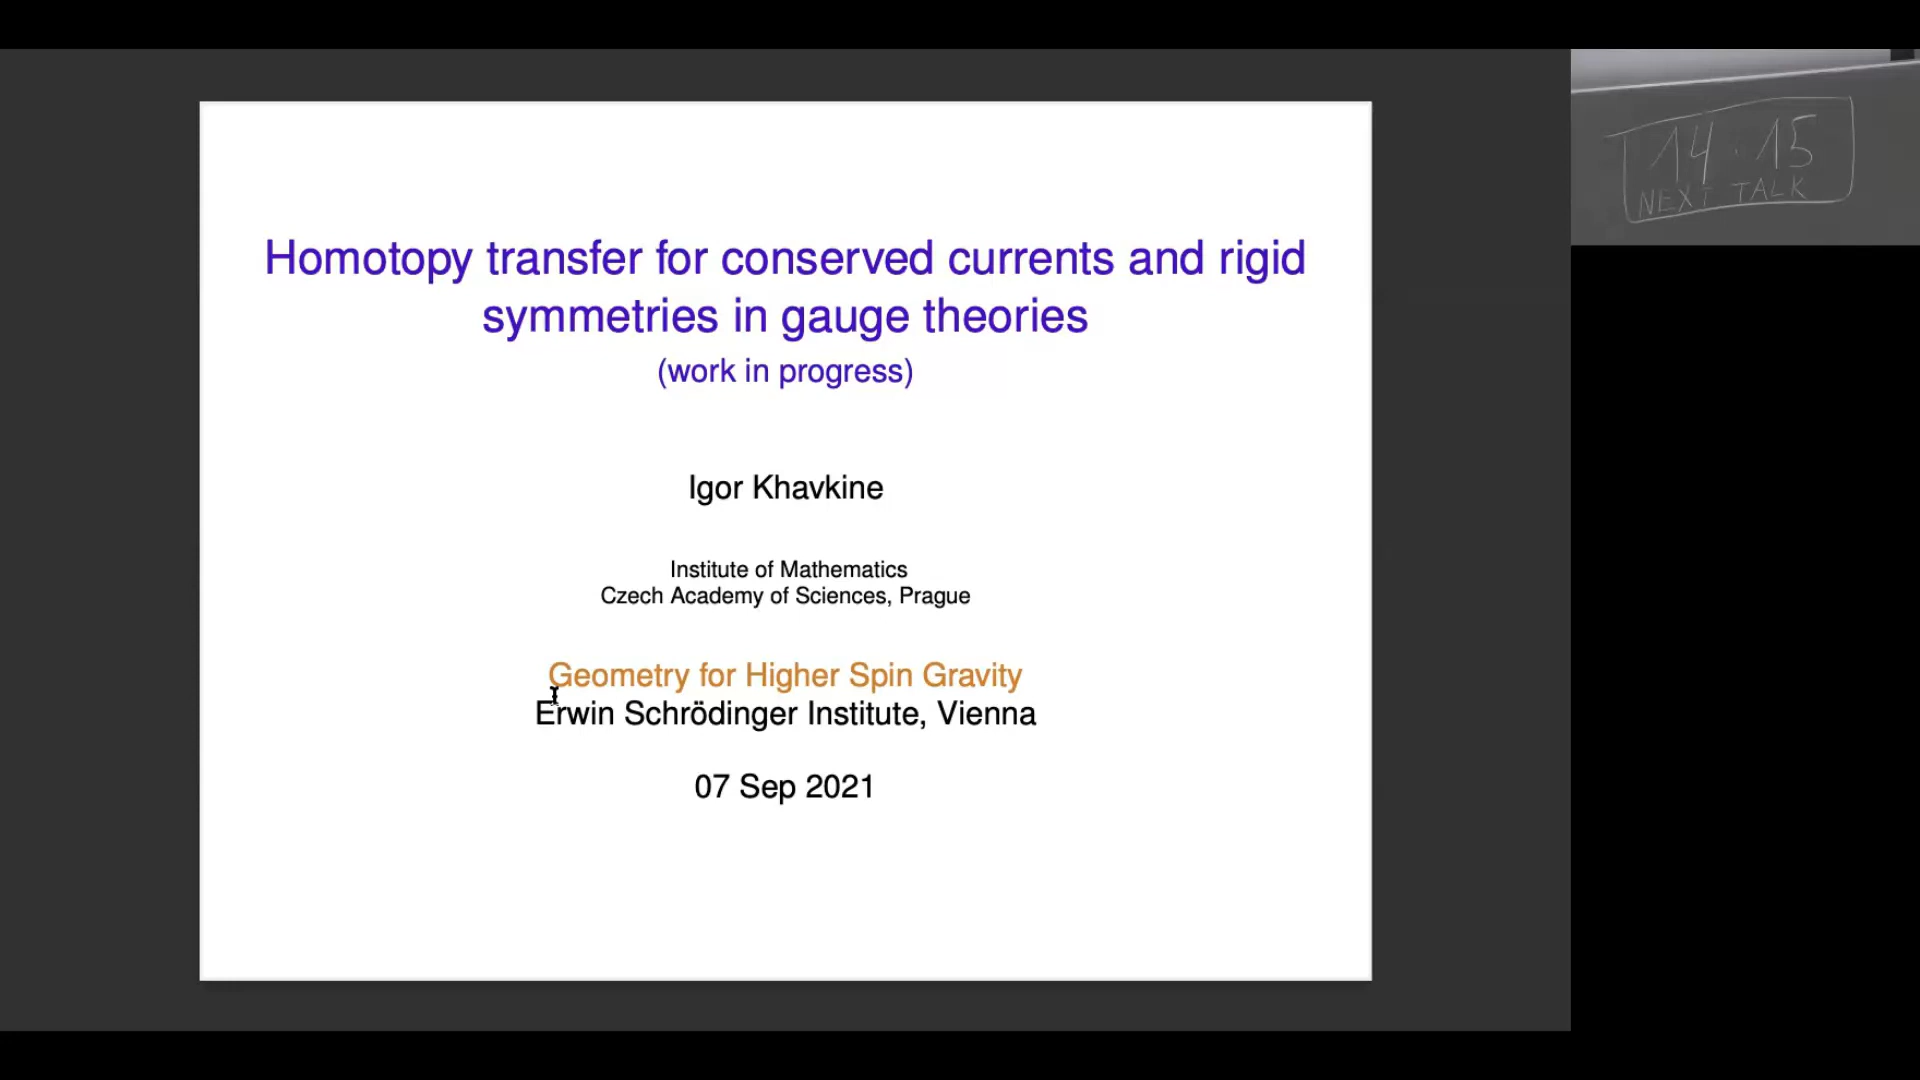 Homotopy transfer for conserved currents and rigid
symmetries in gauge theories
(work in progress)
Igor Khavkine
Institute of Mathematics
Czech Academy of Sciences, Prague
Geometry for Higher Spin Gravity
Erwin Schrödinger Institute, Vienna
07 Sep 2021
14.15
NEXT TALK